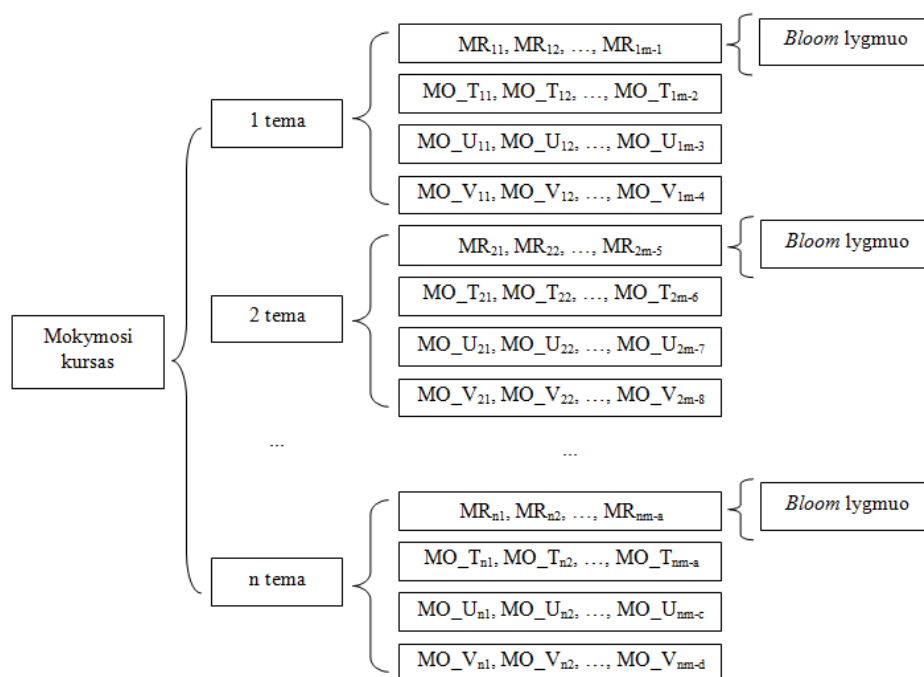 Mokymosi
kursas
1 tema
MR₁₁, MR₁₂, …, MR₁ₘ₋₁
Bloom lygmuo
MO_T₁₁, MO_T₁₂, …, MO_T₁ₘ₋₂
MO_U₁₁, MO_U₁₂, …, MO_U₁ₘ₋₃
MO_V₁₁, MO_V₁₂, …, MO_V₁ₘ₋₄
2 tema
MR₂₁, MR₂₂, …, MR₂ₘ₋₅
Bloom lygmuo
MO_T₂₁, MO_T₂₂, …, MO_T₂ₘ₋₆
MO_U₂₁, MO_U₂₂, …, MO_U₂ₘ₋₇
MO_V₂₁, MO_V₂₂, …, MO_V₂ₘ₋₈
...
...
n tema
MRn1, MRn2, …, MRnm-a
Bloom lygmuo
MO_Tn1, MO_Tn2, …, MO_Tnm-a
MO_Un1, MO_Un2, …, MO_Unm-c
MO_Vn1, MO_Vn2, …, MO_Vnm-d